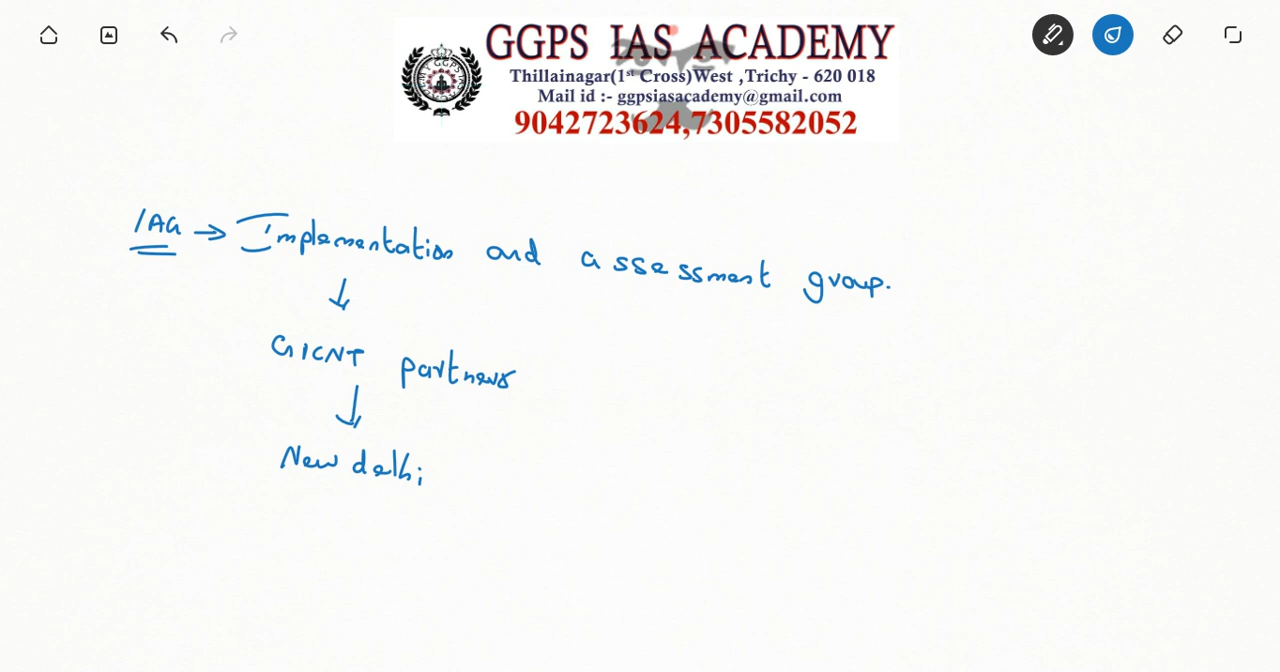 GGPS IAS ACADEMY
Thillainagar(1st Cross)West ,Trichy - 620 018
Mail id :- ggpsiasacademy@gmail.com
9042723624,7305582052
IAG → Implementation and assessment group.
↓
GICNT partners
↓
New delhi